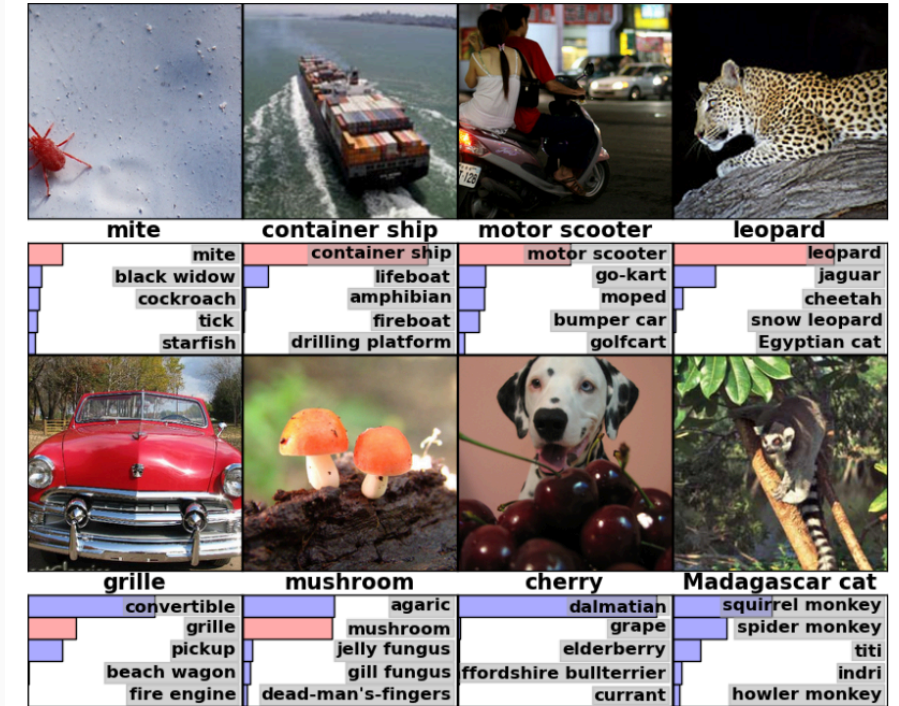 mite
container ship
motor scooter
leopard
mite
black widow
cockroach
tick
starfish
container ship
lifeboat
amphibian
fireboat
drilling platform
motor scooter
go-kart
moped
bumper car
golfcart
leopard
jaguar
cheetah
snow leopard
Egyptian cat
grille
mushroom
cherry
Madagascar cat
convertible
grille
pickup
beach wagon
fire engine
agaric
mushroom
jelly fungus
gill fungus
dead-man's-fingers
dalmatian
grape
elderberry
ffordshire bullterrier
currant
squirrel monkey
spider monkey
titi
indri
howler monkey